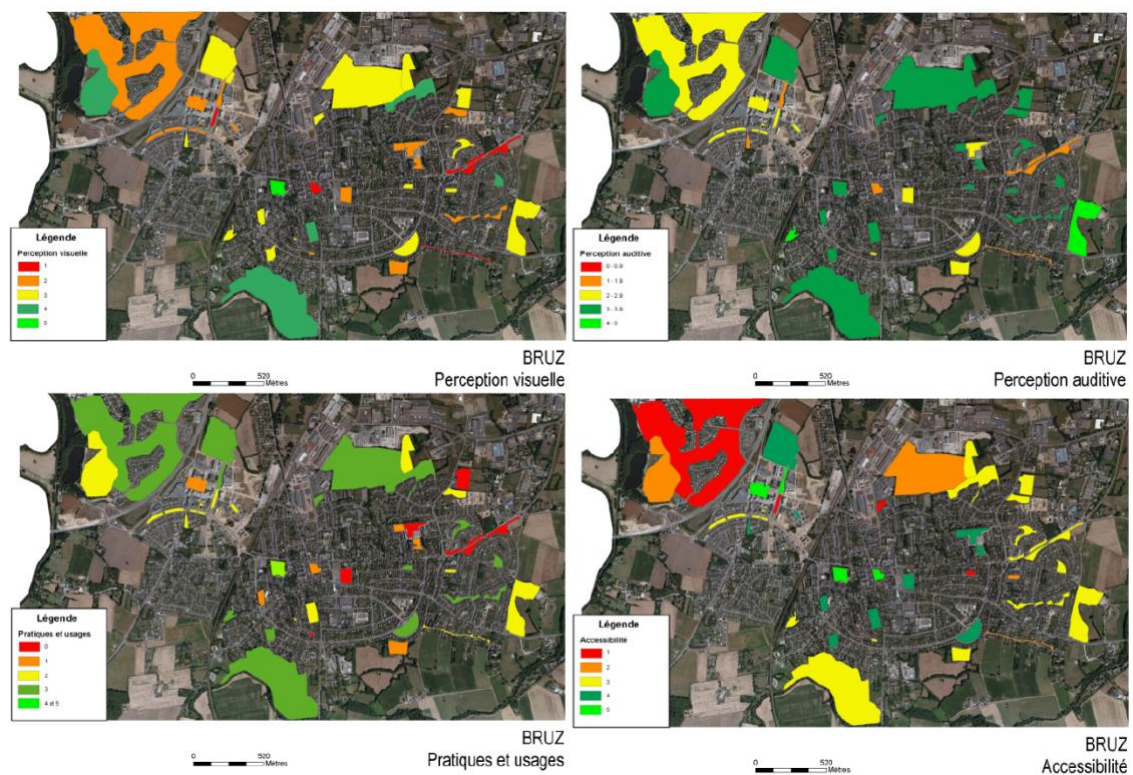 Légende
Perception visuelle
1
2
3
4
5
0 520
Mètres
BRUZ
Perception visuelle
Légende
Perception auditive
0 - 0.9
1 - 1.9
2 - 2.9
3 - 3.9
4 - 5
0 520
Mètres
BRUZ
Perception auditive
Légende
Pratiques et usages
0
1
2
3
4 et 5
0 520
Mètres
BRUZ
Pratiques et usages
Légende
Accessibilité
1
2
3
4
5
0 520
Mètres
BRUZ
Accessibilité